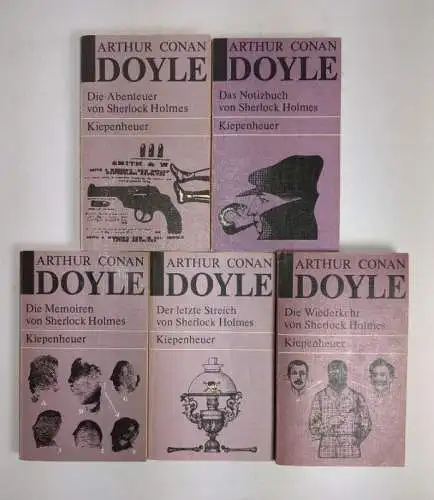 ARTHUR CONAN
DOYLE
Die Abenteuer
von Sherlock Holmes
Kiepenheuer
SMITH & W
ARTHUR CONAN
DOYLE
Das Notizbuch
von Sherlock Holmes
Kiepenheuer
ARTHUR CONAN
DOYLE
Die Memoiren
von Sherlock Holmes
Kiepenheuer
ARTHUR CONAN
DOYLE
Der letzte Streich
von Sherlock Holmes
Kiepenheuer
ARTHUR CONAN
DOYLE
Die Wiederkehr
von Sherlock Holmes
Kiepenheuer